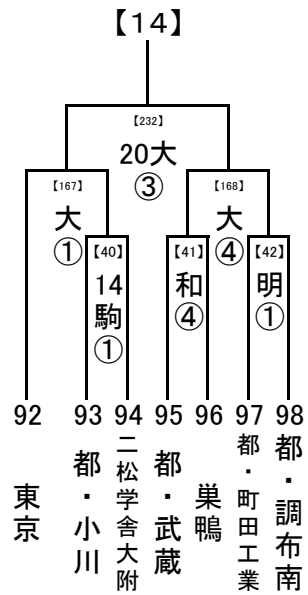 【14】
【232】
20大
③
【167】
大
①
【168】
大
④
【40】
14
駒
①
【41】
和
④
【42】
明
①
92
93
94
95
96
97
98
東京
都・小川
二松学舎大附
都・武蔵
巣鴨
都・町田工業
都・調布南